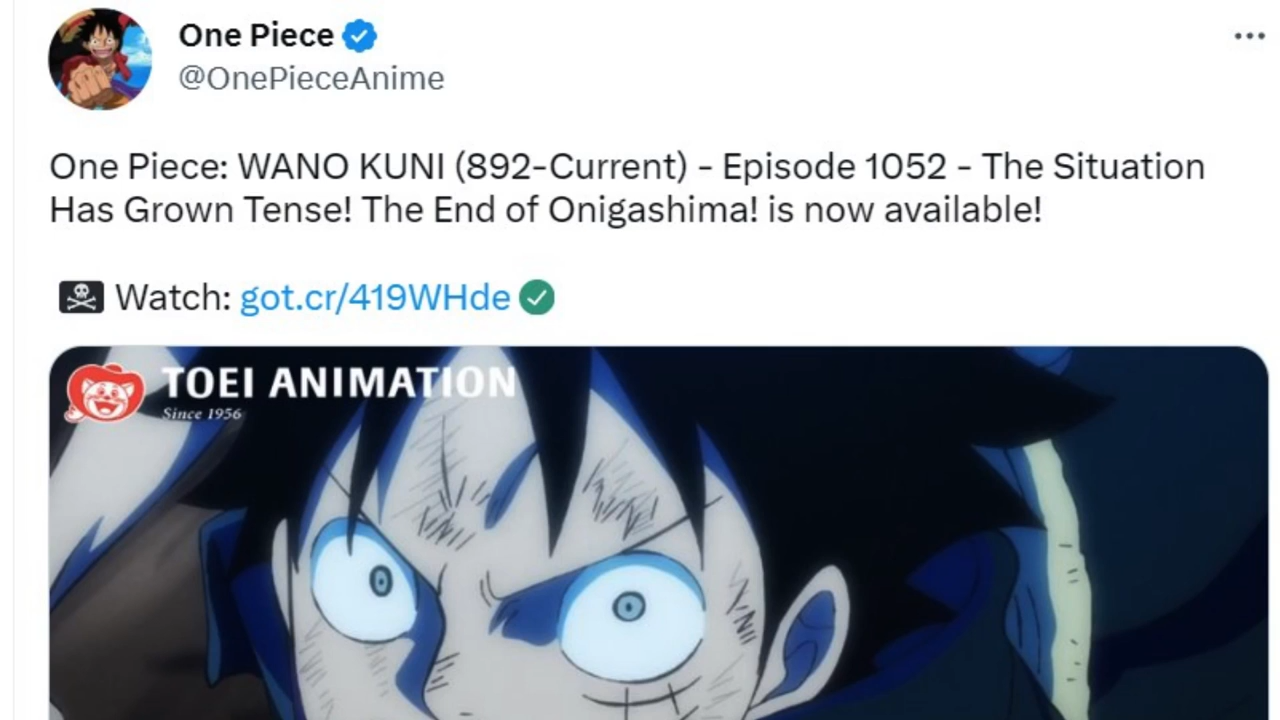 One Piece
@OnePieceAnime
One Piece: WANO KUNI (892-Current) - Episode 1052 - The Situation
Has Grown Tense! The End of Onigashima! is now available!
Watch: got.cr/419WHde
TOEI ANIMATION
Since 1956